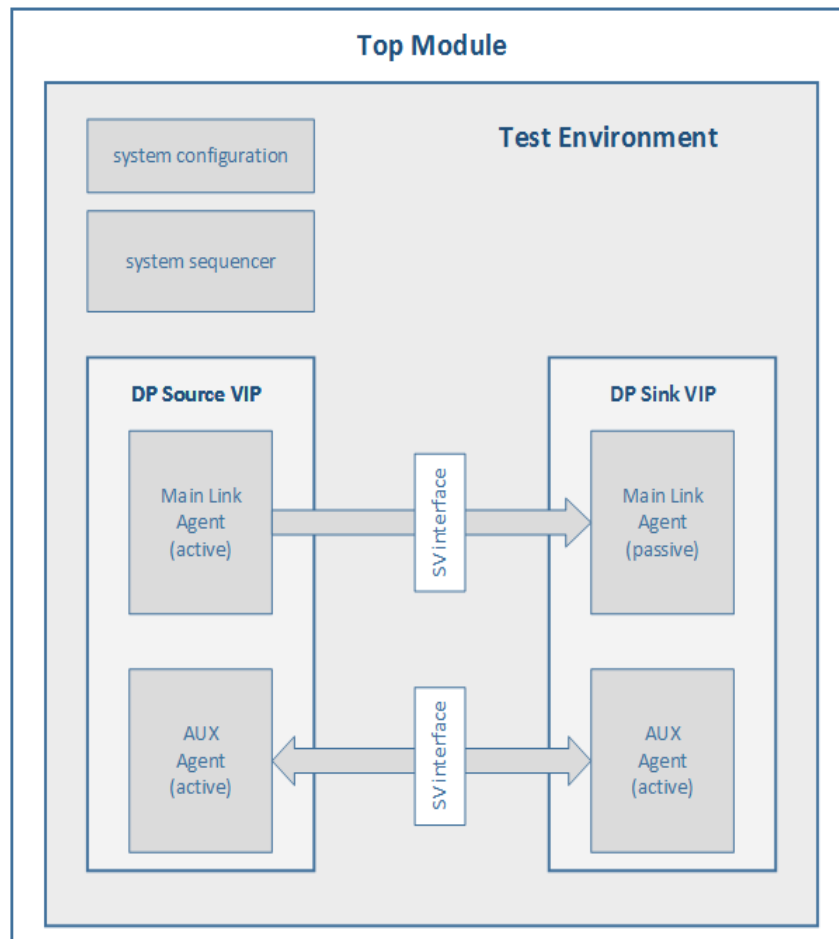 Top Module
Test Environment
system configuration
system sequencer
DP Source VIP
Main Link
Agent
(active)
AUX
Agent
(active)
SV interface
SV interface
DP Sink VIP
Main Link
Agent
(passive)
AUX
Agent
(active)